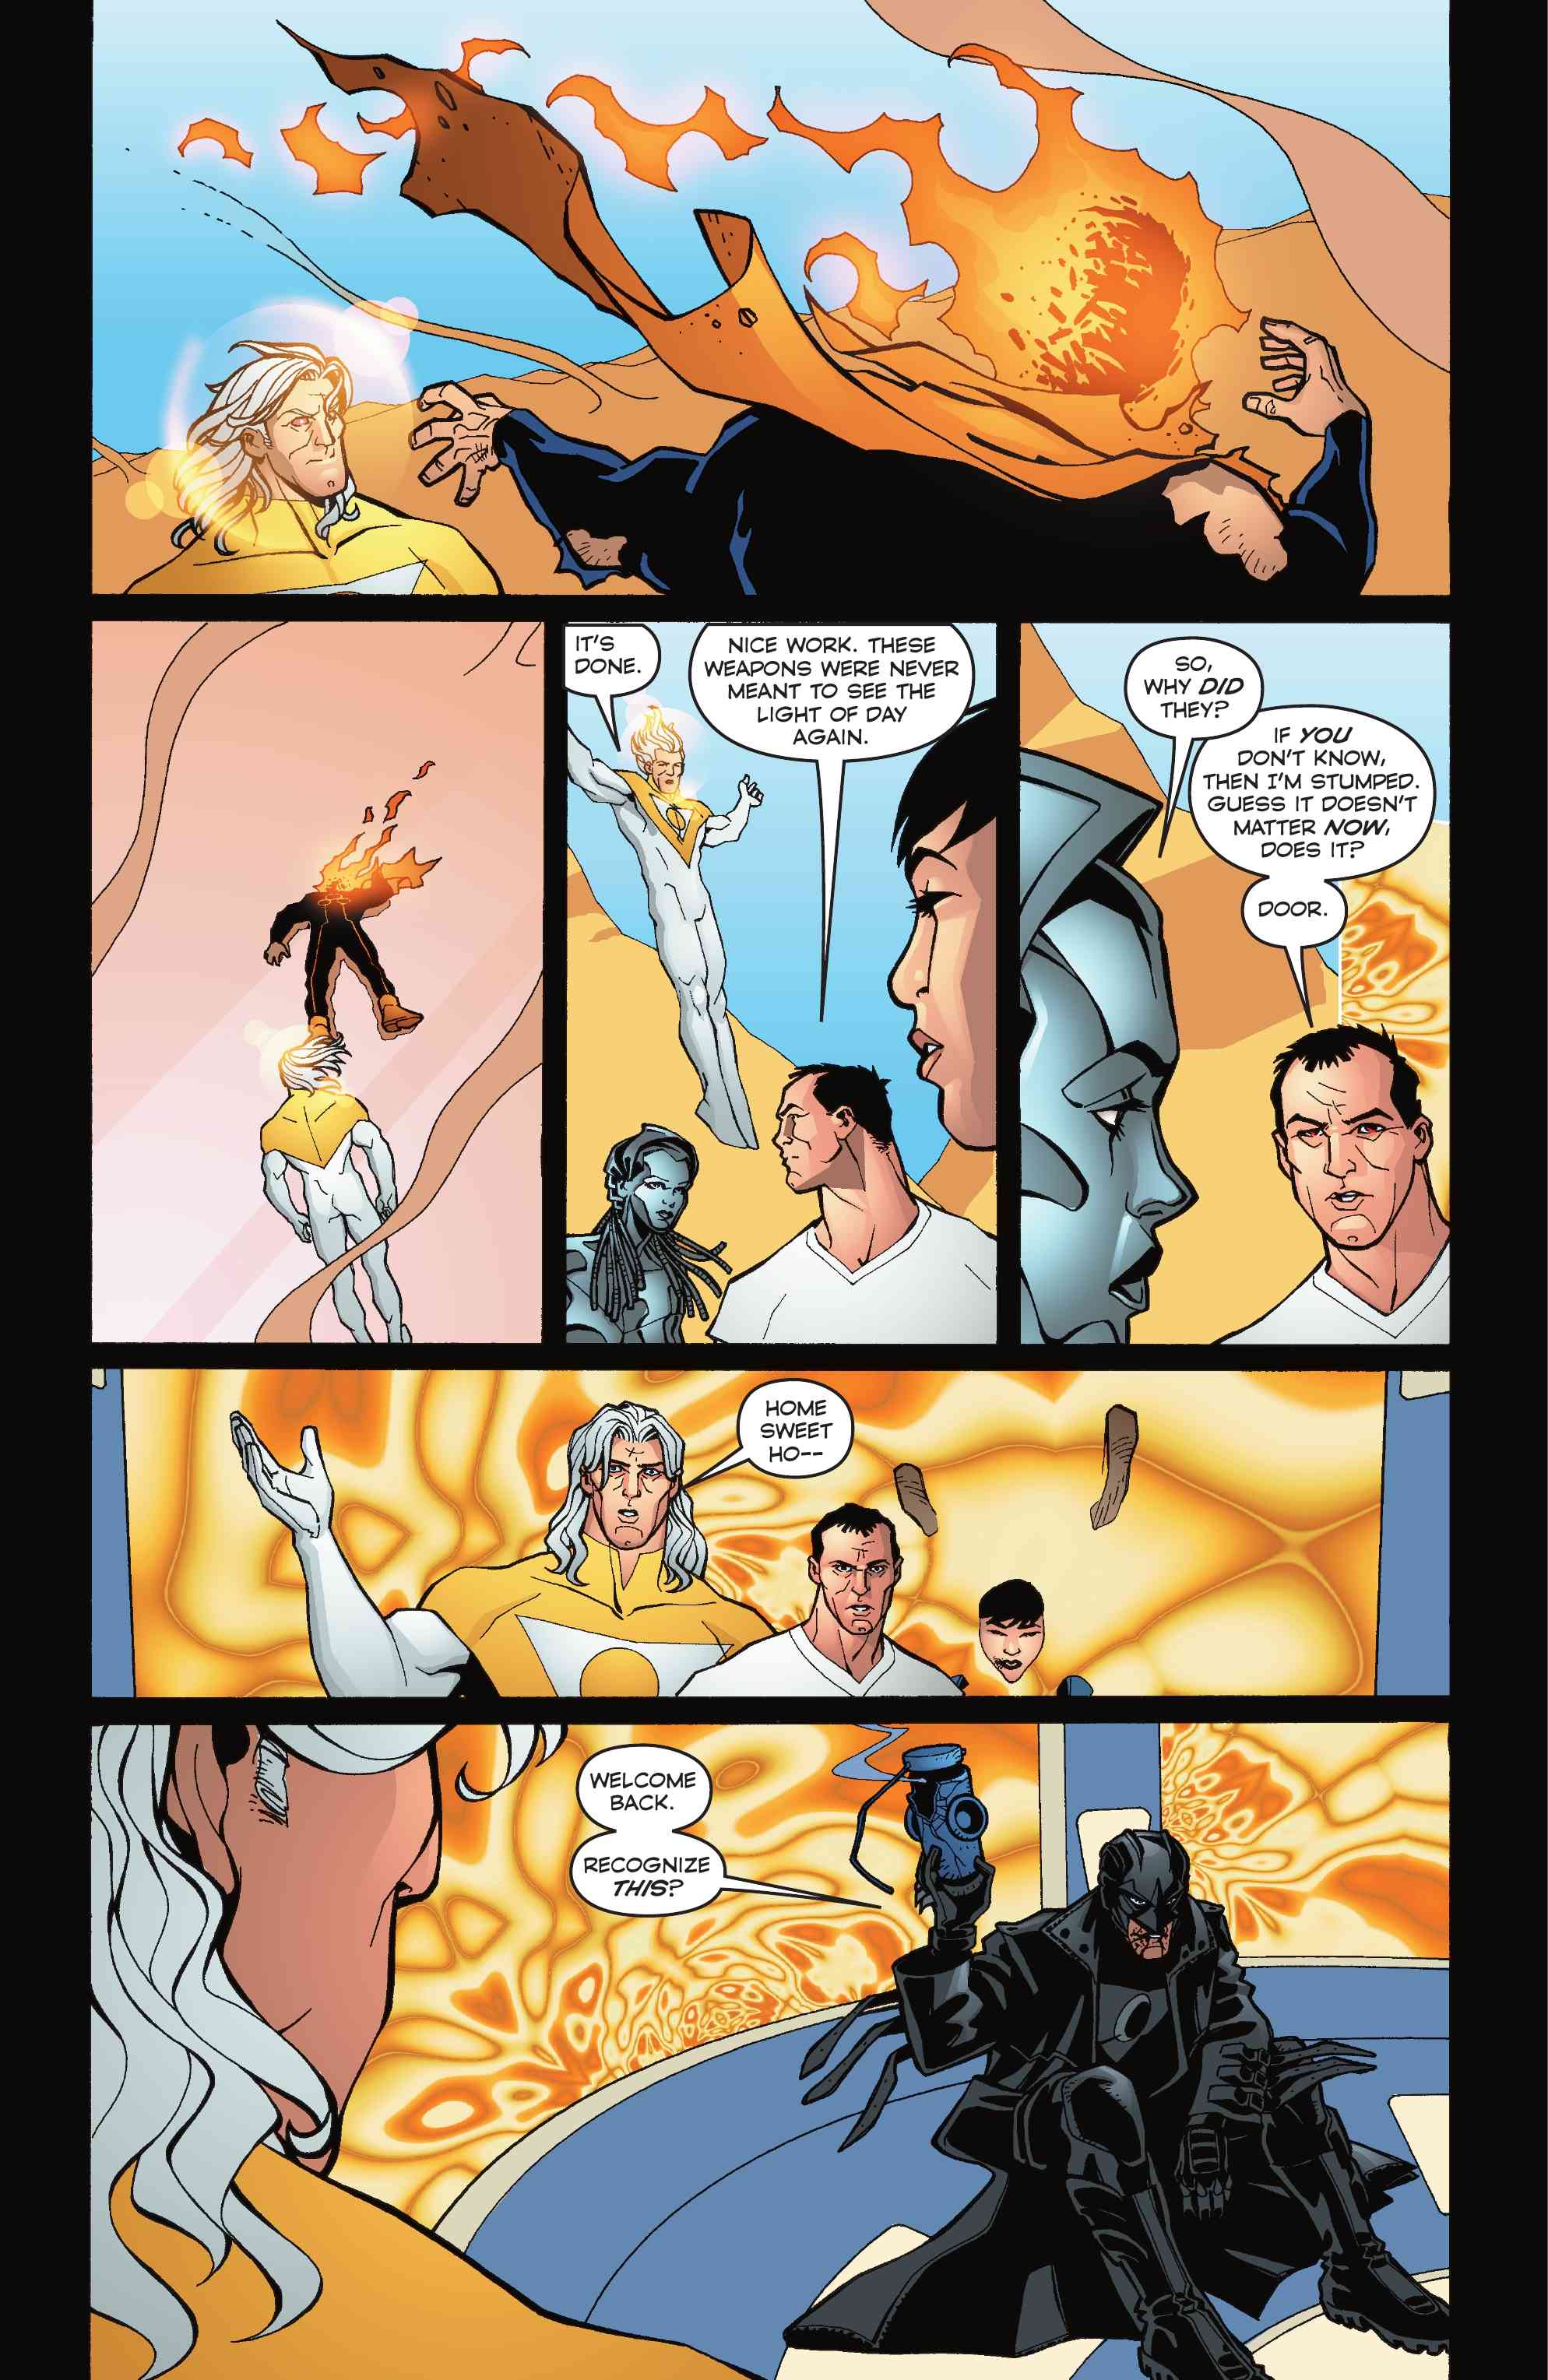 IT'S
DONE.
NICE WORK. THESE
WEAPONS WERE NEVER
MEANT TO SEE THE
LIGHT OF DAY
AGAIN.
SO,
WHY DID
THEY?
IF YOU
DON'T KNOW,
THEN I'M STUMPED.
GUESS IT DOESN'T
MATTER NOW,
DOES IT?
DOOR.
HOME
SWEET
HO--
WELCOME
BACK.
RECOGNIZE
THIS?